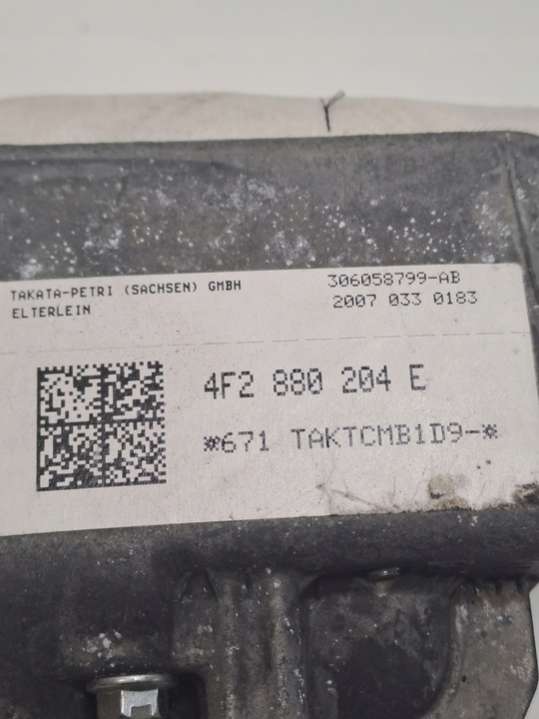 TAKATA-PETRI (SACHSEN) GMBH
ELTERLEIN
306058799-AB
2007 033 0183
4F2 880 204 E
*671 TAKTCMB1D9-*